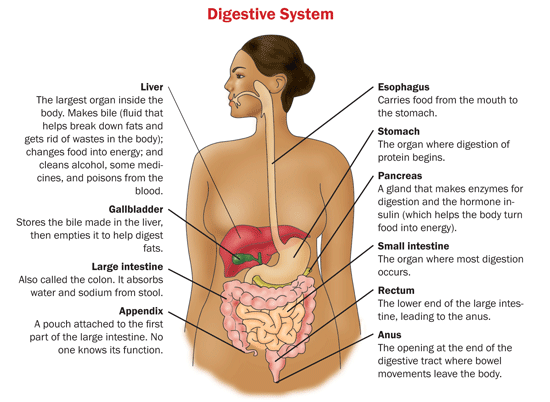 Digestive System
Liver
The largest organ inside the
body. Makes bile (fluid that
helps break down fats and
gets rid of wastes in the body);
changes food into energy; and
cleans alcohol, some medi-
cines, and poisons from the
blood.
Gallbladder
Stores the bile made in the liver,
then empties it to help digest
fats.
Large intestine
Also called the colon. It absorbs
water and sodium from stool.
Appendix
A pouch attached to the first
part of the large intestine. No
one knows its function.
Esophagus
Carries food from the mouth to
the stomach.
Stomach
The organ where digestion of
protein begins.
Pancreas
A gland that makes enzymes for
digestion and the hormone in-
sulin (which helps the body turn
food into energy).
Small intestine
The organ where most digestion
occurs.
Rectum
The lower end of the large intes-
tine, leading to the anus.
Anus
The opening at the end of the
digestive tract where bowel
movements leave the body.